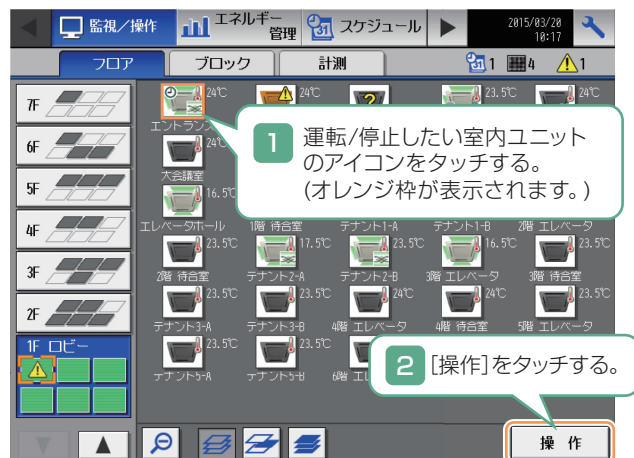 監視/操作
エネルギー
管理
31
スケジュール
2015/03/20
10:17
フロア
ブロック
計測
31 1
4
1
7F
6F
5F
4F
3F
2F
1F ロビー
24℃
24℃
23.5℃
24℃
エントランス
1 運転/停止したい室内ユニット
のアイコンをタッチする。
(オレンジ枠が表示されます。)
24℃
大会議室
16.5℃
エレベータホール
1階 待合室
テナント1-A
テナント1-B
2階 エレベータ
23.5℃
17.5℃
23.5℃
16.5℃
23.5℃
2階 待合室
テナント2-A
テナント2-B
3階 エレベータ
3階 待合室
23.5℃
23.5℃
24℃
24℃
23.5℃
テナント3-A
テナント3-B
4階 エレベータ
4階 待合室
5階 エレベータ
23.5℃
23.5℃
テナント5-A
テナント5-B
6階 エレ
2 [操作]をタッチする。
操 作